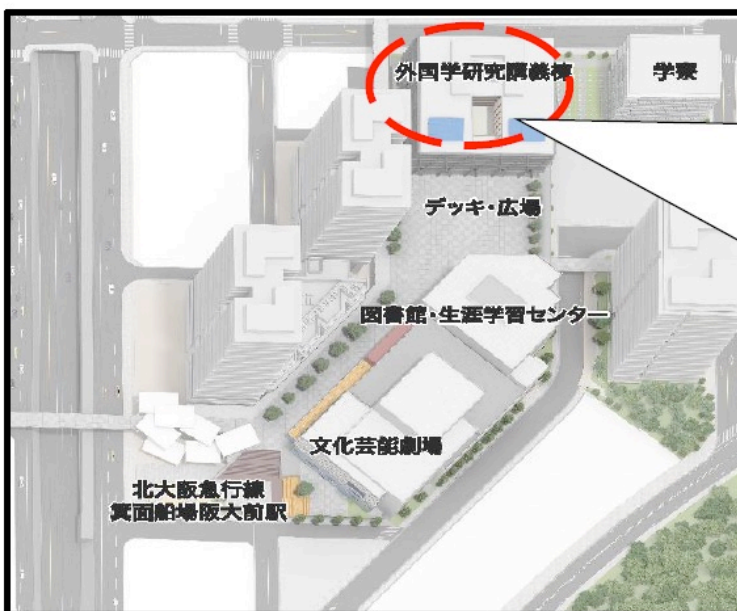 外国学研究講義棟
学寮
デッキ・広場
図書館・生涯学習センター
文化芸能劇場
北大阪急行線
箕面船場阪大前駅